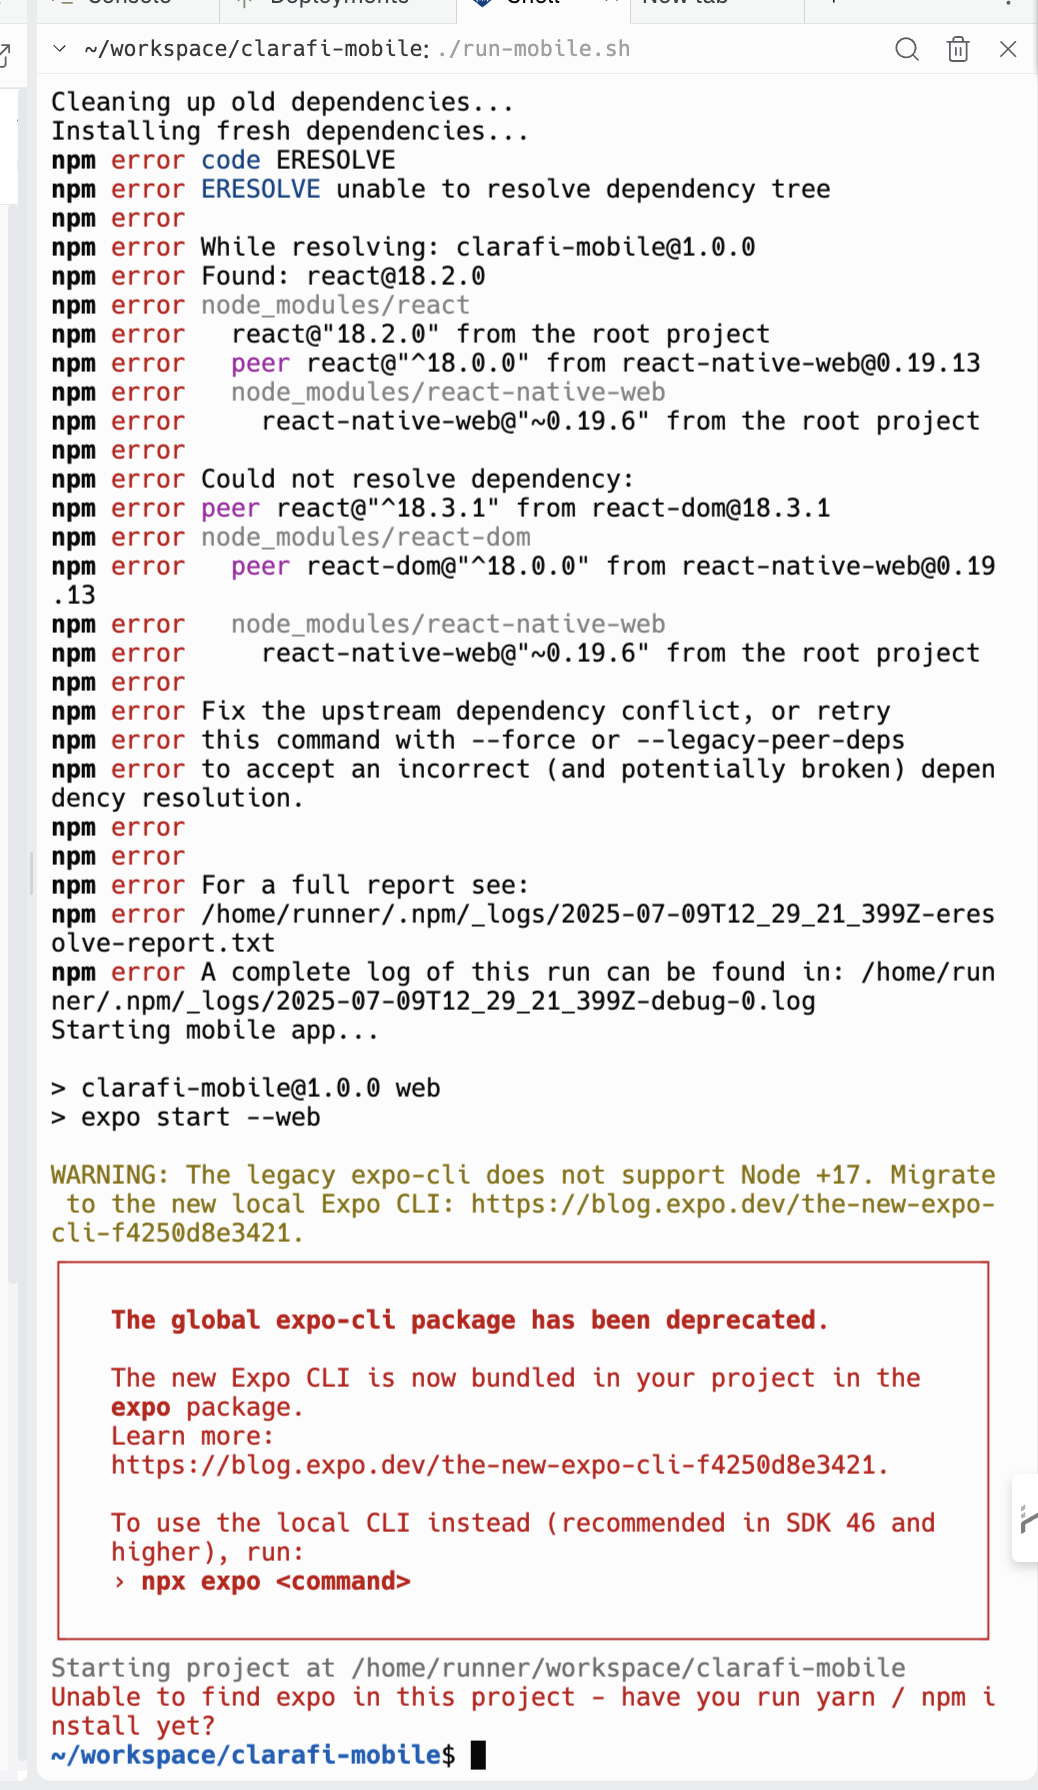 Console Deployments Shell New tab
~/workspace/clarafi-mobile: ./run-mobile.sh
Cleaning up old dependencies...
Installing fresh dependencies...
npm error code ERESOLVE
npm error ERESOLVE unable to resolve dependency tree
npm error
npm error While resolving: clarafi-mobile@1.0.0
npm error Found: react@18.2.0
npm error node_modules/react
npm error   react@"18.2.0" from the root project
npm error   peer react@"^18.0.0" from react-native-web@0.19.13
npm error   node_modules/react-native-web
npm error     react-native-web@"~0.19.6" from the root project
npm error
npm error Could not resolve dependency:
npm error peer react@"^18.3.1" from react-dom@18.3.1
npm error node_modules/react-dom
npm error   peer react-dom@"^18.0.0" from react-native-web@0.19
.13
npm error   node_modules/react-native-web
npm error     react-native-web@"~0.19.6" from the root project
npm error
npm error Fix the upstream dependency conflict, or retry
npm error this command with --force or --legacy-peer-deps
npm error to accept an incorrect (and potentially broken) depen
dency resolution.
npm error
npm error
npm error For a full report see:
npm error /home/runner/.npm/_logs/2025-07-09T12_29_21_399Z-eres
olve-report.txt
npm error A complete log of this run can be found in: /home/run
ner/.npm/_logs/2025-07-09T12_29_21_399Z-debug-0.log
Starting mobile app...

> clarafi-mobile@1.0.0 web
> expo start --web

WARNING: The legacy expo-cli does not support Node +17. Migrate
 to the new local Expo CLI: https://blog.expo.dev/the-new-expo-
cli-f4250d8e3421.
The global expo-cli package has been deprecated.

The new Expo CLI is now bundled in your project in the
expo package.
Learn more:
https://blog.expo.dev/the-new-expo-cli-f4250d8e3421.

To use the local CLI instead (recommended in SDK 46 and
higher), run:
› npx expo <command>

Starting project at /home/runner/workspace/clarafi-mobile
Unable to find expo in this project - have you run yarn / npm i
nstall yet?
~/workspace/clarafi-mobile$